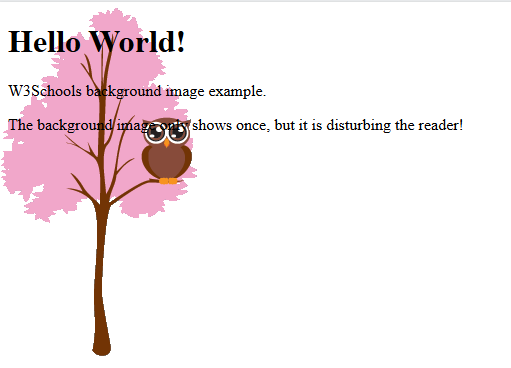 Hello World!
W3Schools background image example.
The background image only shows once, but it is disturbing the reader!